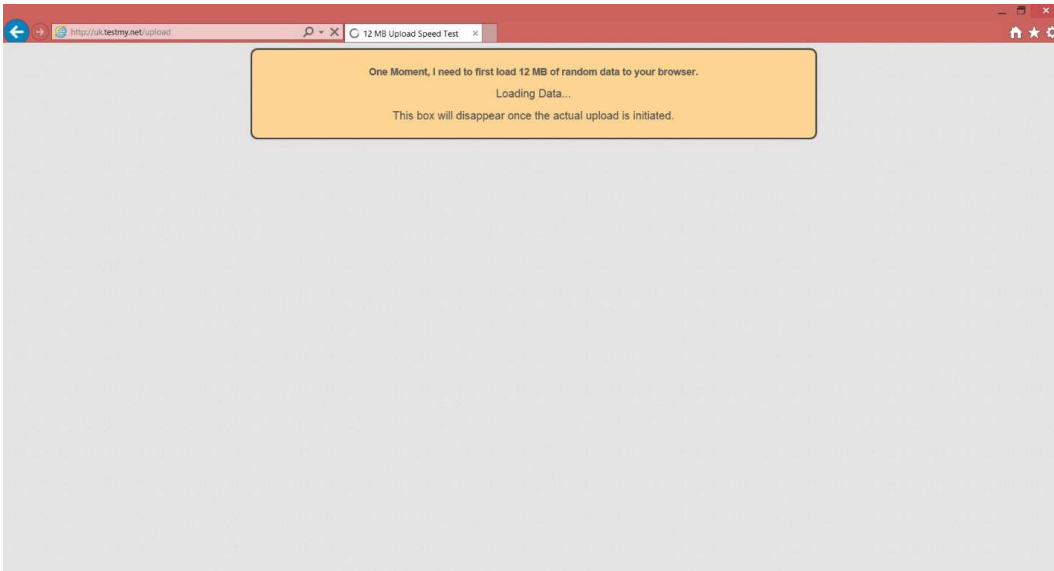 http://uk.testmy.net/upload
12 MB Upload Speed Test
One Moment, I need to first load 12 MB of random data to your browser.
Loading Data...
This box will disappear once the actual upload is initiated.